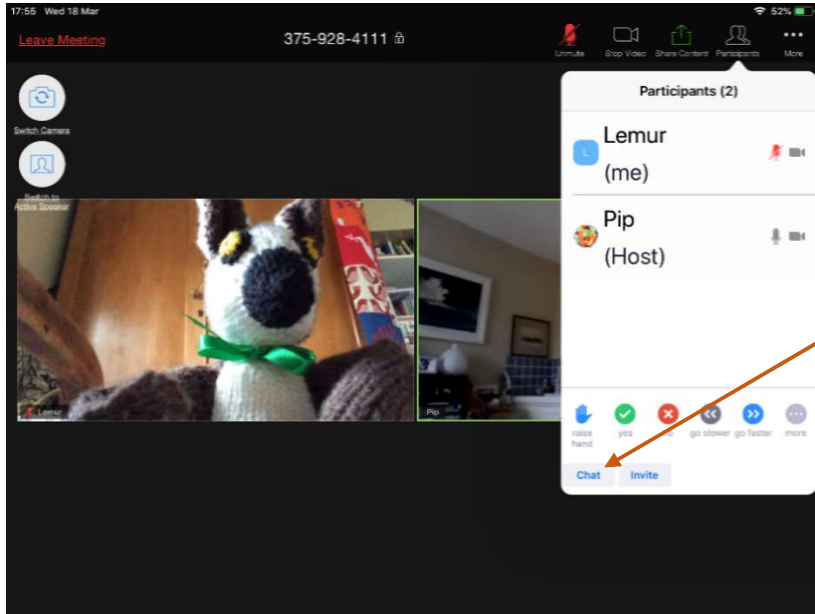 17:55 Wed 18 Mar
52%
Leave Meeting
375-928-4111
Unmute
Stop Video
Share Content
Participants
More
Switch Camera
Switch to
Active Speaker
Participants (2)
L
Lemur
(me)
Pip
(Host)
Lemur
Pip
raise
hand
yes
go slower
go faster
more
Chat
Invite